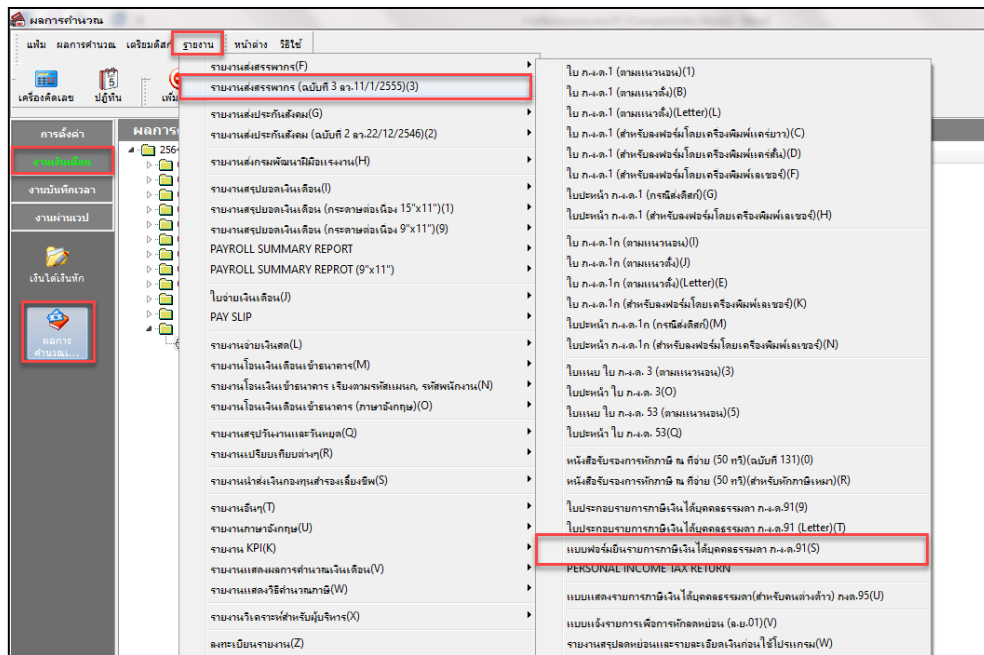 ผลการคำนวณ
แฟ้ม ผลการคำนวณ เตรียมดิสก์ รายงาน หน้าต่าง วิธีใช้
เครื่องคิดเลข ปฏิทิน เพิ่ม
การตั้งค่า
งานเงินเดือน
งานบันทึกเวลา
งานผ่านเวป
เงินได้เงินหัก
ผลการ
คำนวณเ...
ผลการ
256
รายงานส่งสรรพากร(F)
รายงานส่งสรรพากร (ฉบับที่ 3 ลว.11/1/2555)(3)
รายงานส่งประกันสังคม(G)
รายงานส่งประกันสังคม (ฉบับที่ 2 ลว.22/12/2546)(2)
รายงานส่งกรมพัฒนาฝีมือแรงงาน(H)
รายงานสรุปยอดเงินเดือน(I)
รายงานสรุปยอดเงินเดือน (กระดาษต่อเนื่อง 15"x11")(1)
รายงานสรุปยอดเงินเดือน (กระดาษต่อเนื่อง 9"x11")(9)
PAYROLL SUMMARY REPORT
PAYROLL SUMMARY REPROT (9"x11")
ใบจ่ายเงินเดือน(J)
PAY SLIP
รายงานจ่ายเงินสด(L)
รายงานโอนเงินเข้าธนาคาร(M)
รายงานโอนเงินเข้าธนาคาร เรียงตามรหัสแผนก, รหัสพนักงาน(N)
รายงานโอนเงินเดือนเข้าธนาคาร (ภาษาอังกฤษ)(O)
รายงานสรุปวันงานและวันหยุด(Q)
รายงานเปรียบเทียบต่างๆ(R)
รายงานนำส่งเงินกองทุนสำรองเลี้ยงชีพ(S)
รายงานอื่นๆ(T)
รายงานภาษาอังกฤษ(U)
รายงาน KPI(K)
รายงานแสดงผลการคำนวณเงินเดือน(V)
รายงานแสดงวิธีคำนวณภาษี(W)
รายงานวิเคราะห์สำหรับผู้บริหาร(X)
ลงทะเบียนรายงาน(Z)
ใบ ภ.ง.ด.1 (ตามแนวนอน)(1)
ใบ ภ.ง.ด.1 (ตามแนวตั้ง)(B)
ใบ ภ.ง.ด.1 (ตามแนวตั้ง)(Letter)(L)
ใบ ภ.ง.ด.1 (สำหรับลงฟอร์มโดยเครื่องพิมพ์แคร่ยาว)(C)
ใบ ภ.ง.ด.1 (สำหรับลงฟอร์มโดยเครื่องพิมพ์แคร่สั้น)(D)
ใบ ภ.ง.ด.1 (สำหรับลงฟอร์มโดยเครื่องพิมพ์เลเซอร์)(F)
ใบปะหน้า ภ.ง.ด.1 (กรณีส่งดิสก์)(G)
ใบปะหน้า ภ.ง.ด.1 (สำหรับลงฟอร์มโดยเครื่องพิมพ์เลเซอร์)(H)
ใบ ภ.ง.ด.1ก (ตามแนวนอน)(I)
ใบ ภ.ง.ด.1ก (ตามแนวตั้ง)(J)
ใบ ภ.ง.ด.1ก (ตามแนวตั้ง)(Letter)(E)
ใบ ภ.ง.ด.1ก (สำหรับลงฟอร์มโดยเครื่องพิมพ์เลเซอร์)(K)
ใบปะหน้า ภ.ง.ด.1ก (กรณีส่งดิสก์)(M)
ใบปะหน้า ภ.ง.ด.1ก (สำหรับลงฟอร์มโดยเครื่องพิมพ์เลเซอร์)(N)
ใบแนบ ใบ ภ.ง.ด. 3 (ตามแนวนอน)(3)
ใบปะหน้า ใบ ภ.ง.ด. 3(O)
ใบแนบ ใบ ภ.ง.ด. 53 (ตามแนวนอน)(5)
ใบปะหน้า ใบ ภ.ง.ด. 53(Q)
หนังสือรับรองการหักภาษี ณ ที่จ่าย (50 ทวิ)(ฉบับที่ 131)(0)
หนังสือรับรองการหักภาษี ณ ที่จ่าย (50 ทวิ)(สำหรับหักภาษีเหมา)(R)
ใบประกอบรายการภาษีเงินได้บุคคลธรรมดา ภ.ง.ด.91(9)
ใบประกอบรายการภาษีเงินได้บุคคลธรรมดา ภ.ง.ด.91 (Letter)(T)
แบบฟอร์มยื่นรายการภาษีเงินได้บุคคลธรรมดา ภ.ง.ด.91(S)
PERSONAL INCOME TAX RETURN
แบบแสดงรายการภาษีเงินได้บุคคลธรรมดา(สำหรับคนต่างด้าว) ภงด.95(U)
แบบแจ้งรายการเพื่อการหักลดหย่อน (ล.ย.01)(V)
รายงานสรุปลดหย่อนและรายละเอียดเงินก่อนใช้โปรแกรม(W)